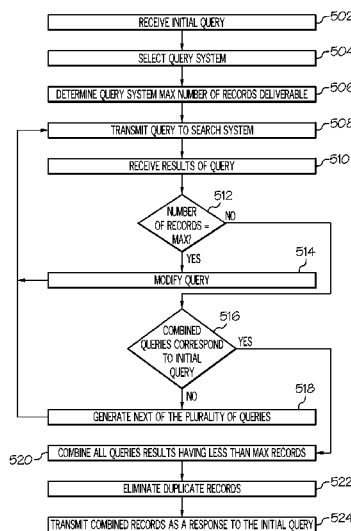 RECEIVE INITIAL QUERY
502
SELECT QUERY SYSTEM
504
DETERMINE QUERY SYSTEM MAX NUMBER OF RECORDS DELIVERABLE
506
TRANSMIT QUERY TO SEARCH SYSTEM
508
RECEIVE RESULTS OF QUERY
510
512
NUMBER
OF RECORDS =
MAX?
NO
YES
514
MODIFY QUERY
516
COMBINED
QUERIES CORRESPOND
TO INITIAL
QUERY
YES
NO
518
GENERATE NEXT OF THE PLURALITY OF QUERIES
520
COMBINE ALL QUERIES RESULTS HAVING LESS THAN MAX RECORDS
522
ELIMINATE DUPLICATE RECORDS
524
TRANSMIT COMBINED RECORDS AS A RESPONSE TO THE INITIAL QUERY